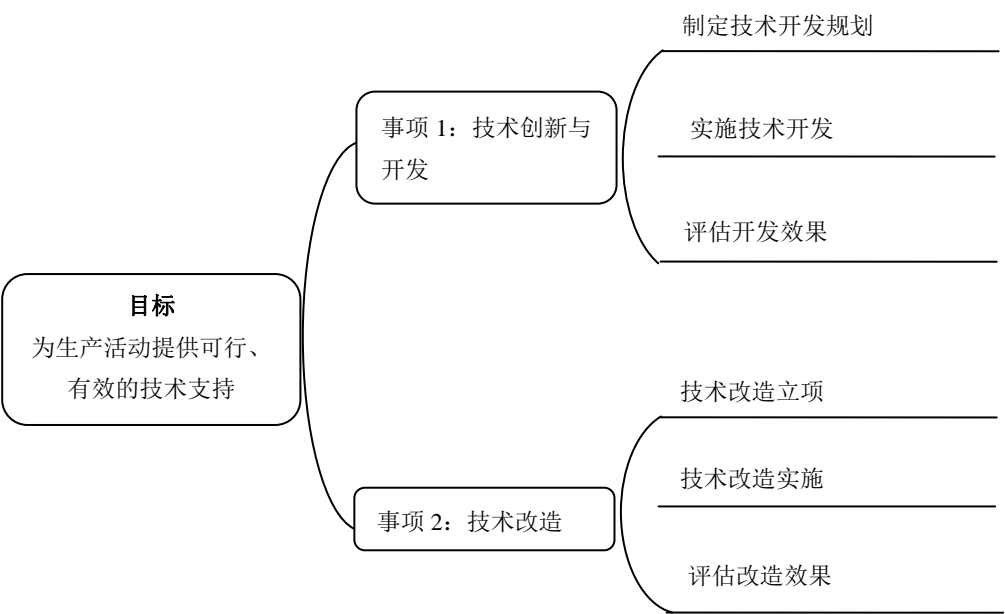 目标
为生产活动提供可行、
有效的技术支持
事项 1：技术创新与
开发
制定技术开发规划
实施技术开发
评估开发效果
事项 2：技术改造
技术改造立项
技术改造实施
评估改造效果